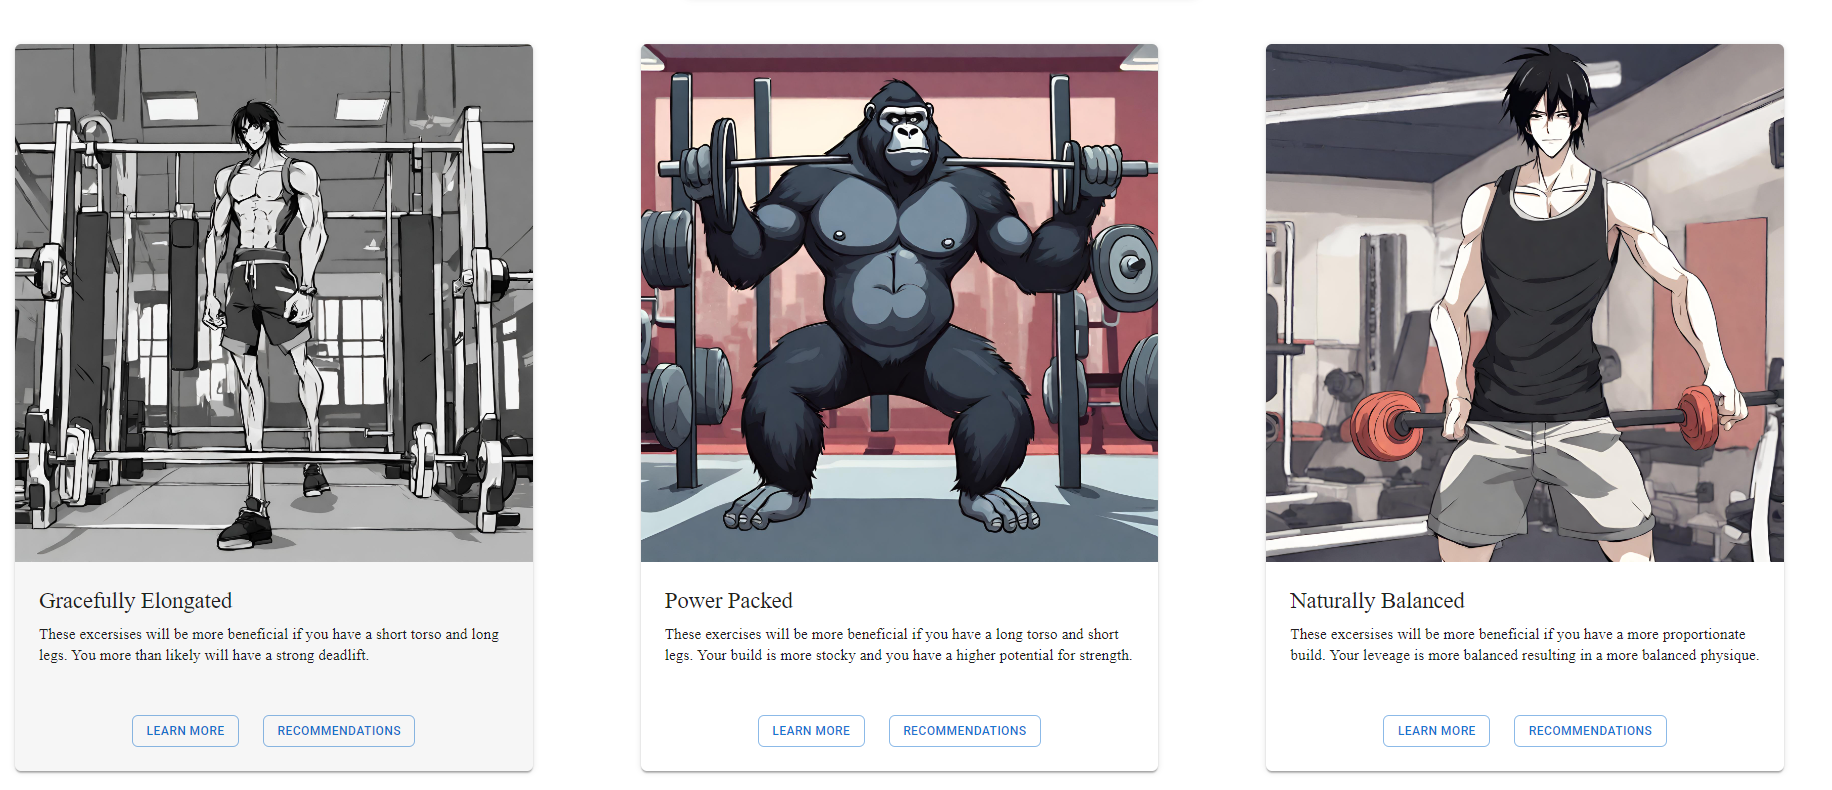 Gracefully Elongated
These excersises will be more beneficial if you have a short torso and long
legs. You more than likely will have a strong deadlift.
LEARN MORE
RECOMMENDATIONS
Power Packed
These exercises will be more beneficial if you have a long torso and short
legs. Your build is more stocky and you have a higher potential for strength.
LEARN MORE
RECOMMENDATIONS
Naturally Balanced
These excersises will be more beneficial if you have a more proportionate
build. Your leveage is more balanced resulting in a more balanced physique.
LEARN MORE
RECOMMENDATIONS